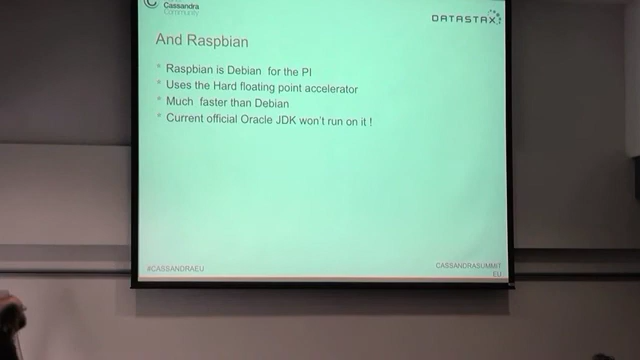 Cassandra
Community
DATASTAX
And Raspbian
Raspbian is Debian for the PI
Uses the Hard floating point accelerator
Much faster than Debian
Current official Oracle JDK won't run on it !
#CASSANDRAEU
CASSANDRASUMMIT
EU